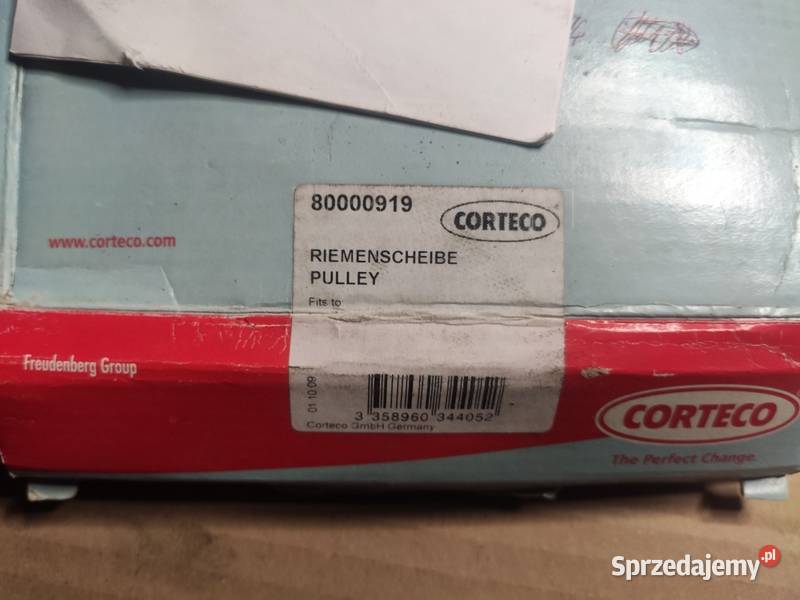 80000919
CORTECO
www.corteco.com
RIEMENSCHEIBE
PULLEY
Fits to:
Freudenberg Group
01.10.09
3 358960 344052
Corteco GmbH Germany
CORTECO
The Perfect Change.
Sprzedajemy.pl